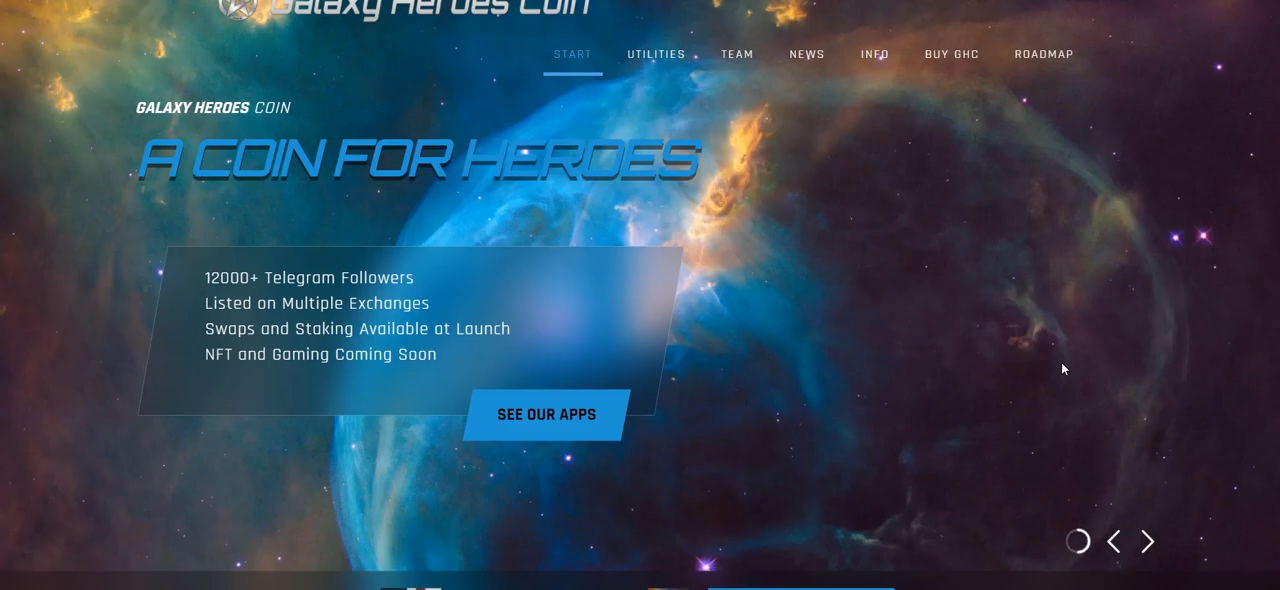 Galaxy Heroes Coin
START UTILITIES TEAM NEWS INFO BUY GHC ROADMAP
GALAXY HEROES COIN
A COIN FOR HEROES
12000+ Telegram Followers
Listed on Multiple Exchanges
Swaps and Staking Available at Launch
NFT and Gaming Coming Soon
SEE OUR APPS